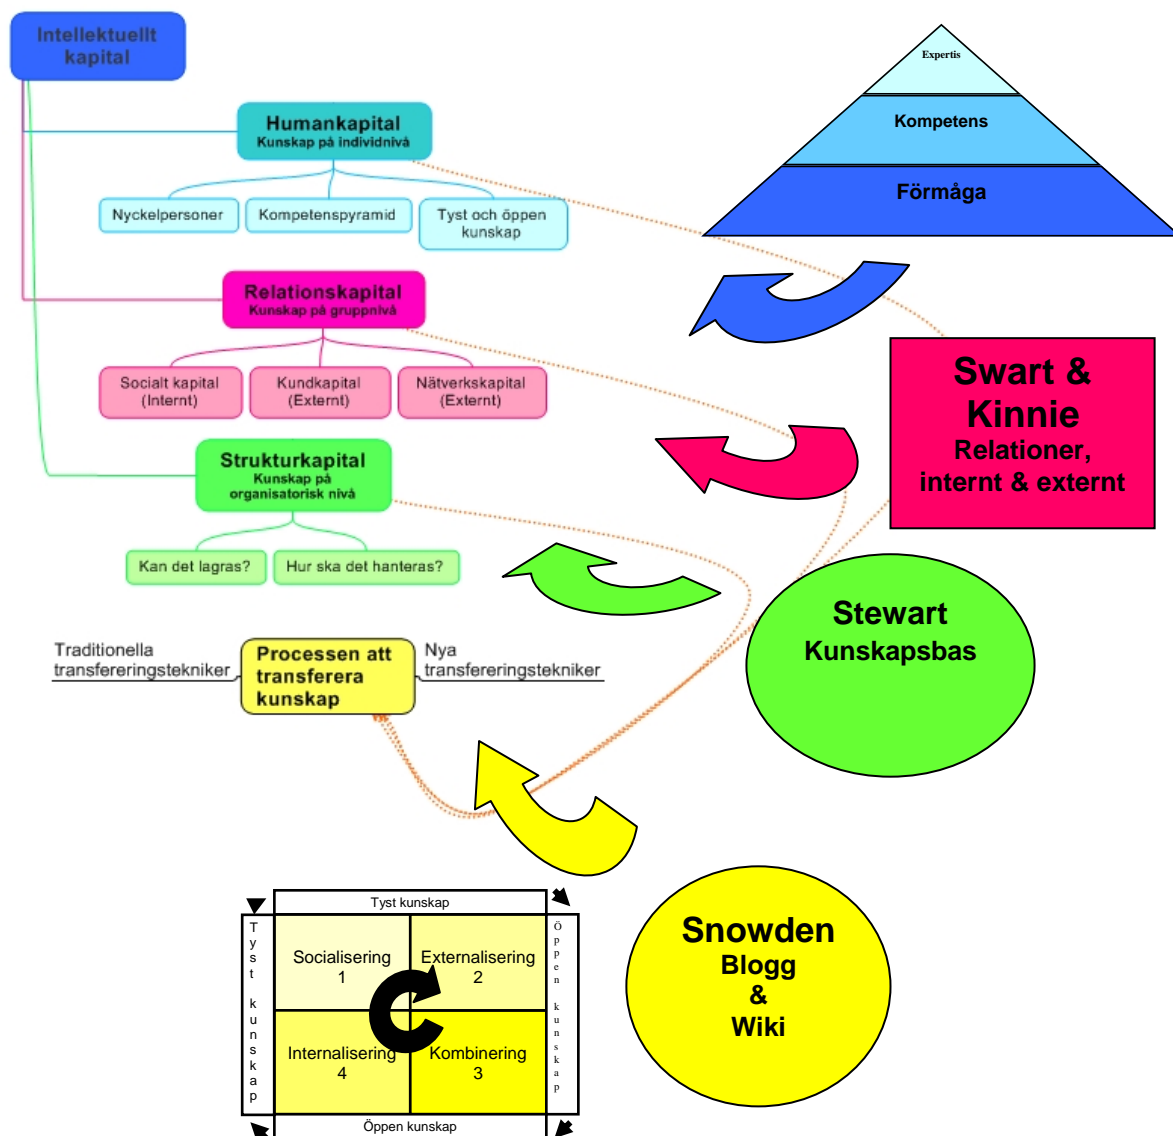 Intellektuellt
kapital
Humankapital
Kunskap på individnivå
Nyckelpersoner
Kompetenspyramid
Tyst och öppen
kunskap
Expertis
Kompetens
Förmåga
Relationskapital
Kunskap på gruppnivå
Socialt kapital
(Internt)
Kundkapital
(Externt)
Nätverkskapital
(Externt)
Swart &
Kinnie
Relationer,
internt & externt
Strukturkapital
Kunskap på
organisatorisk nivå
Kan det lagras?
Hur ska det hanteras?
Stewart
Kunskapsbas
Traditionella
transfereringstekniker
Processen att
transferera
kunskap
Nya
transfereringstekniker
Snowden
Blogg
&
Wiki
Tyst kunskap
Tyst kunskap
Socialisering
1
Externalisering
2
Öppen kunskap
Internalisering
4
Kombinering
3
Öppen kunskap